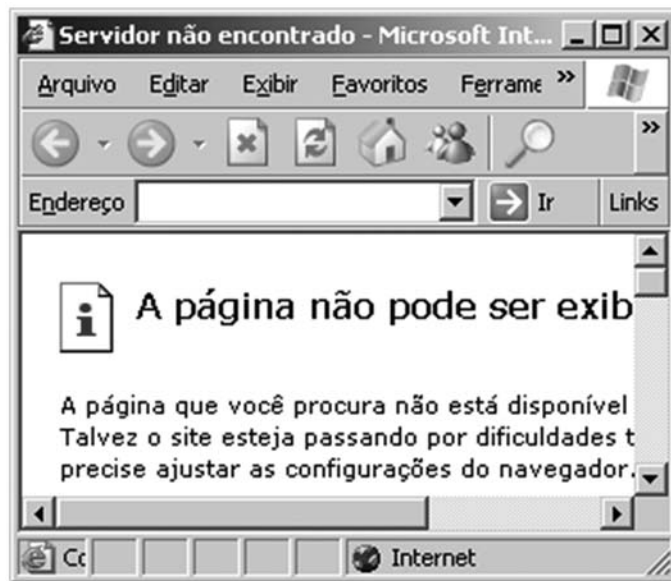 Servidor não encontrado - Microsoft Int...
Arquivo Editar Exibir Favoritos Ferrame »
»
Endereço Ir Links
A página não pode ser exib
A página que você procura não está disponível
Talvez o site esteja passando por dificuldades t
precise ajustar as configurações do navegador.
Cc Internet